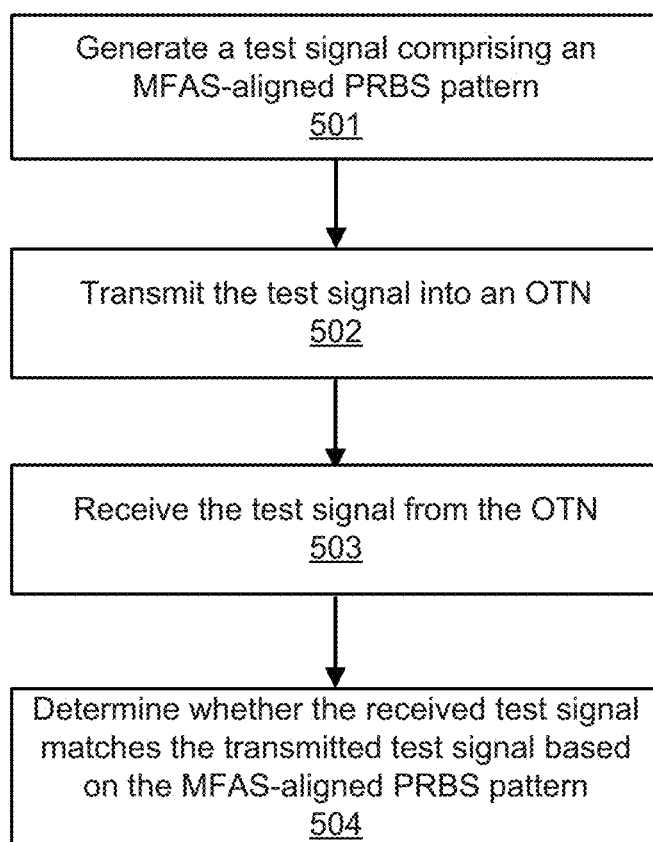 Generate a test signal comprising an
MFAS-aligned PRBS pattern
501
Transmit the test signal into an OTN
502
Receive the test signal from the OTN
503
Determine whether the received test signal
matches the transmitted test signal based
on the MFAS-aligned PRBS pattern
504